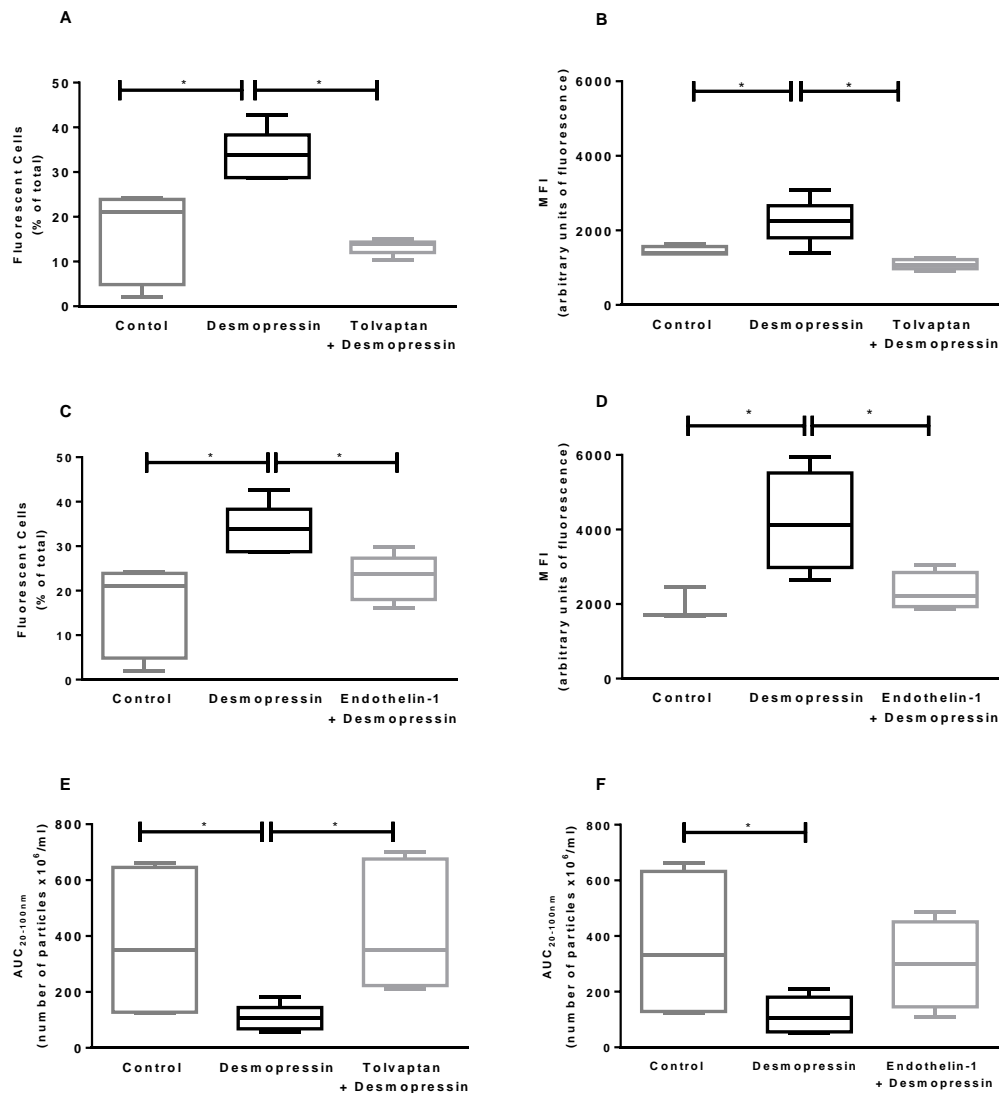 A
Fluorescent Cells
(% of total)
50
40
30
20
10
0
*
*
Contol
Desmopressin
Tolvaptan
+ Desmopressin
B
MFI
(arbitrary units of fluorescence)
6000
4000
2000
0
*
*
Control
Desmopressin
Tolvaptan
+ Desmopressin
C
Fluorescent Cells
(% of total)
50
40
30
20
10
0
*
*
Control
Desmopressin
Endothelin-1
+ Desmopressin
D
MFI
(arbitrary units of fluorescence)
6000
4000
2000
0
*
*
Control
Desmopressin
Endothelin-1
+ Desmopressin
E
AUC20-100nm
(number of particles x10⁶/ml)
800
600
400
200
0
*
*
Control
Desmopressin
Tolvaptan
+ Desmopressin
F
AUC20-100nm
(number of particles x10⁶/ml)
800
600
400
200
0
*
Control
Desmopressin
Endothelin-1
+ Desmopressin